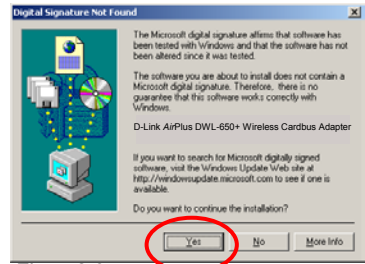 Digital Signature Not Found
The Microsoft digital signature affirms that software has
been tested with Windows and that the software has not
been altered since it was tested.
The software you are about to install does not contain a
Microsoft digital signature. Therefore, there is no
guarantee that this software works correctly with
Windows.
D-Link AirPlus DWL-650+ Wireless Cardbus Adapter
If you want to search for Microsoft digitally signed
software, visit the Windows Update Web site at
http://windowsupdate.microsoft.com to see if one is
available.
Do you want to continue the installation?
Yes No More Info